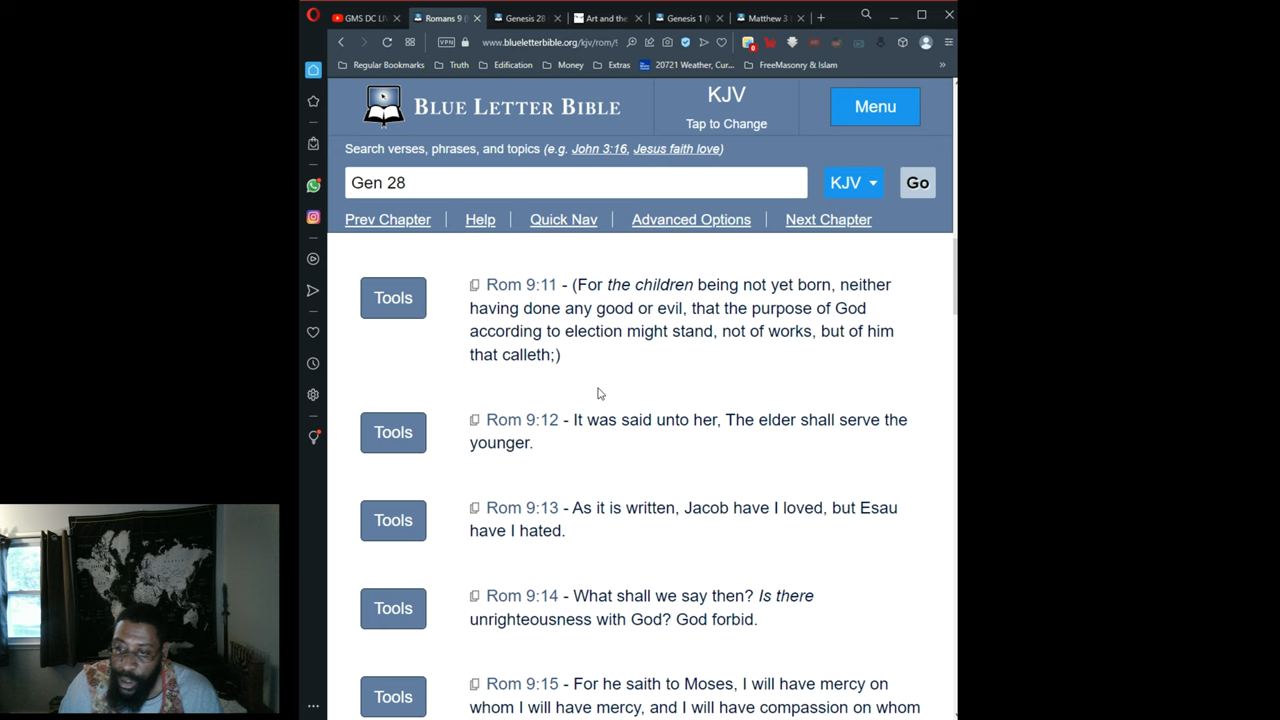 GMS DC LI
Romans 9 (
Genesis 28
Art and the
Genesis 1 (
Matthew 3
VPN
www.blueletterbible.org/kjv/rom/
Regular Bookmarks
Truth
Edification
Money
Extras
20721 Weather, Cur...
FreeMasonry & Islam
BLUE LETTER BIBLE
KJV
Tap to Change
Menu
Search verses, phrases, and topics (e.g. John 3:16, Jesus faith love)
Gen 28
KJV
Go
Prev Chapter
Help
Quick Nav
Advanced Options
Next Chapter
Tools
Rom 9:11 - (For the children being not yet born, neither
having done any good or evil, that the purpose of God
according to election might stand, not of works, but of him
that calleth;)
Tools
Rom 9:12 - It was said unto her, The elder shall serve the
younger.
Tools
Rom 9:13 - As it is written, Jacob have I loved, but Esau
have I hated.
Tools
Rom 9:14 - What shall we say then? Is there
unrighteousness with God? God forbid.
Tools
Rom 9:15 - For he saith to Moses, I will have mercy on
whom I will have mercy, and I will have compassion on whom